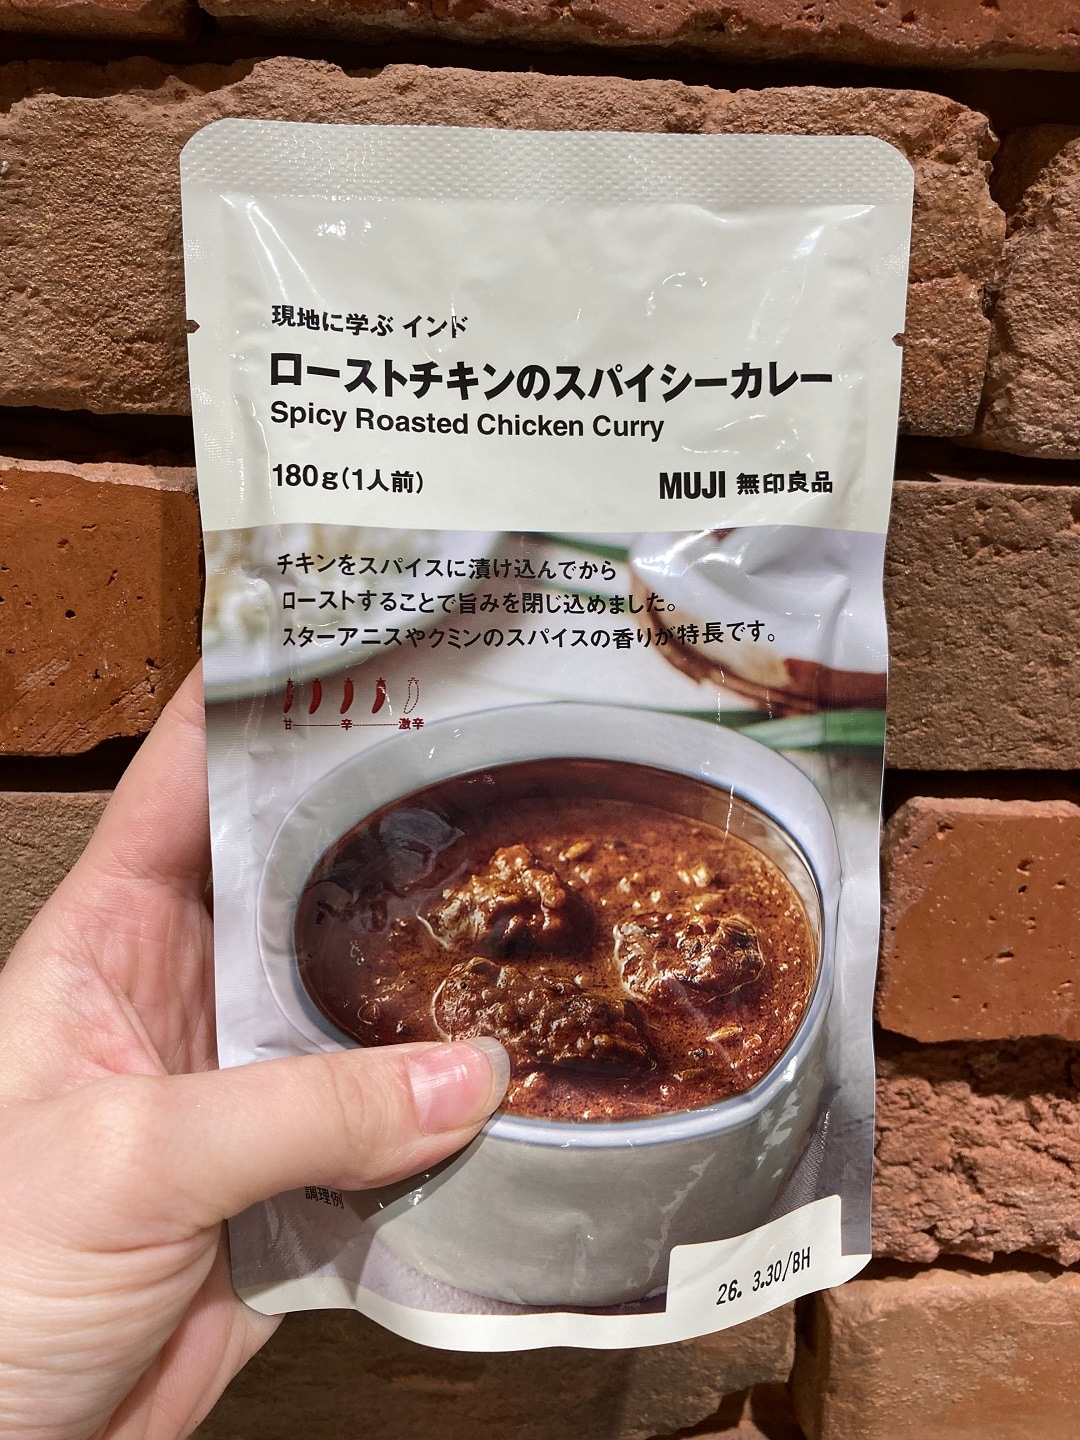 現地に学ぶ インド
ローストチキンのスパイシーカレー
Spicy Roasted Chicken Curry
180g(1人前)
MUJI 無印良品
チキンをスパイスに漬け込んでから
ローストすることで旨みを閉じ込めました。
スターアニスやクミンのスパイスの香りが特長です。
甘 辛 激辛
調理例
26. 3.30/BH